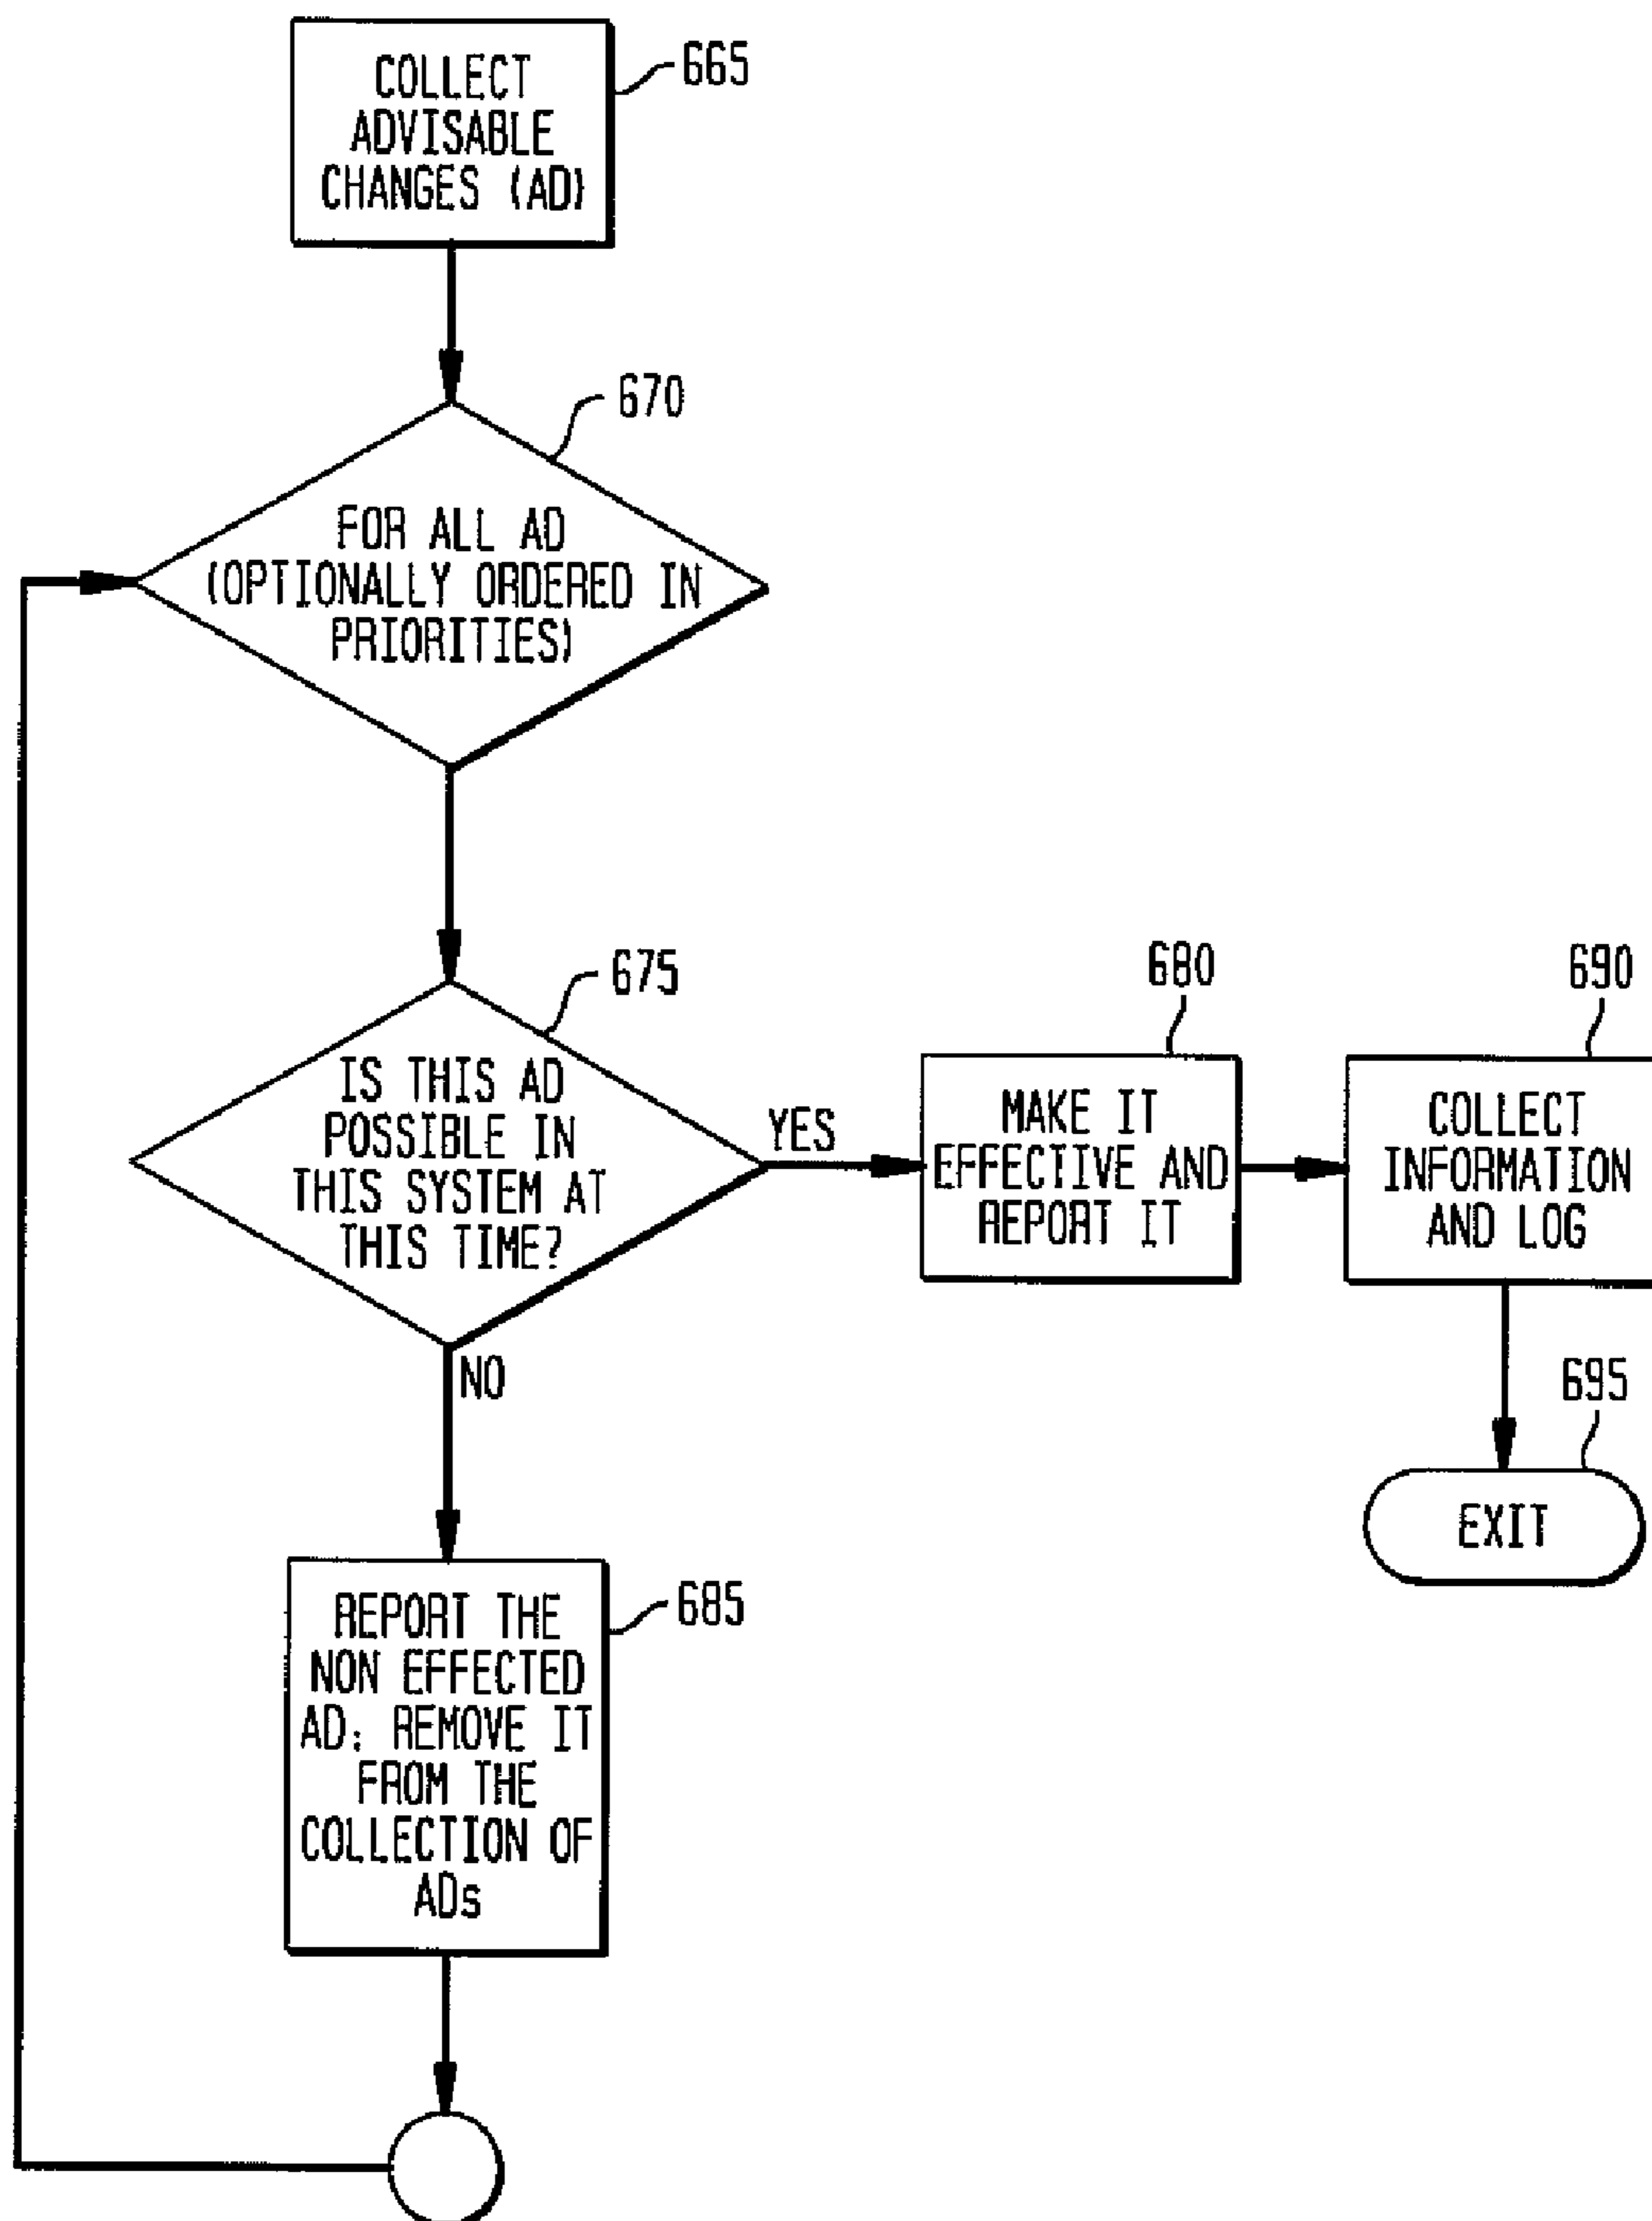 COLLECT
ADVISABLE
CHANGES (AD)
665
670
FOR ALL AD
(OPTIONALLY ORDERED IN
PRIORITIES)
675
IS THIS AD
POSSIBLE IN
THIS SYSTEM AT
THIS TIME?
YES
NO
680
MAKE IT
EFFECTIVE AND
REPORT IT
690
COLLECT
INFORMATION
AND LOG
695
EXIT
685
REPORT THE
NON EFFECTED
AD; REMOVE IT
FROM THE
COLLECTION OF
ADs